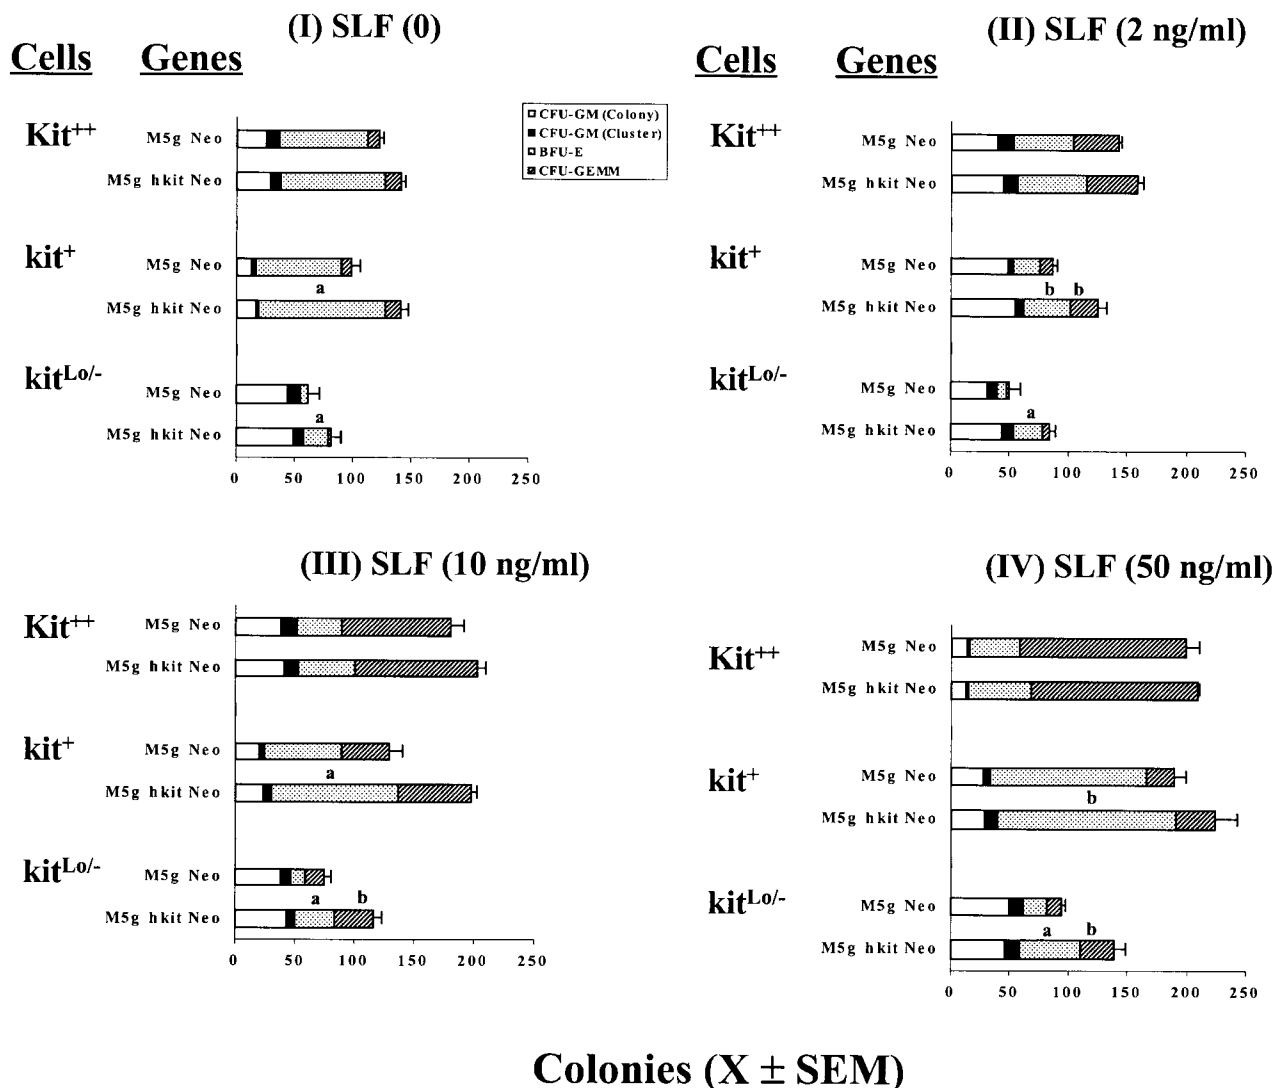 (I) SLF (0)
Cells Genes
CFU-GM (Colony)
CFU-GM (Cluster)
BFU-E
CFU-GEMM
Kit++ M5g Neo
M5g hkit Neo
kit+ M5g Neo
a
M5g hkit Neo
kitLo/- M5g Neo
a
M5g hkit Neo
0 50 100 150 200 250
(II) SLF (2 ng/ml)
Cells Genes
Kit++ M5g Neo
M5g hkit Neo
kit+ M5g Neo
b b
M5g hkit Neo
kitLo/- M5g Neo
a
M5g hkit Neo
0 50 100 150 200 250
(III) SLF (10 ng/ml)
Kit++ M5g Neo
M5g hkit Neo
kit+ M5g Neo
a
M5g hkit Neo
kitLo/- M5g Neo
a b
M5g hkit Neo
0 50 100 150 200 250
(IV) SLF (50 ng/ml)
Kit++ M5g Neo
M5g hkit Neo
kit+ M5g Neo
b
M5g hkit Neo
kitLo/- M5g Neo
a b
M5g hkit Neo
0 50 100 150 200 250
Colonies (X ± SEM)